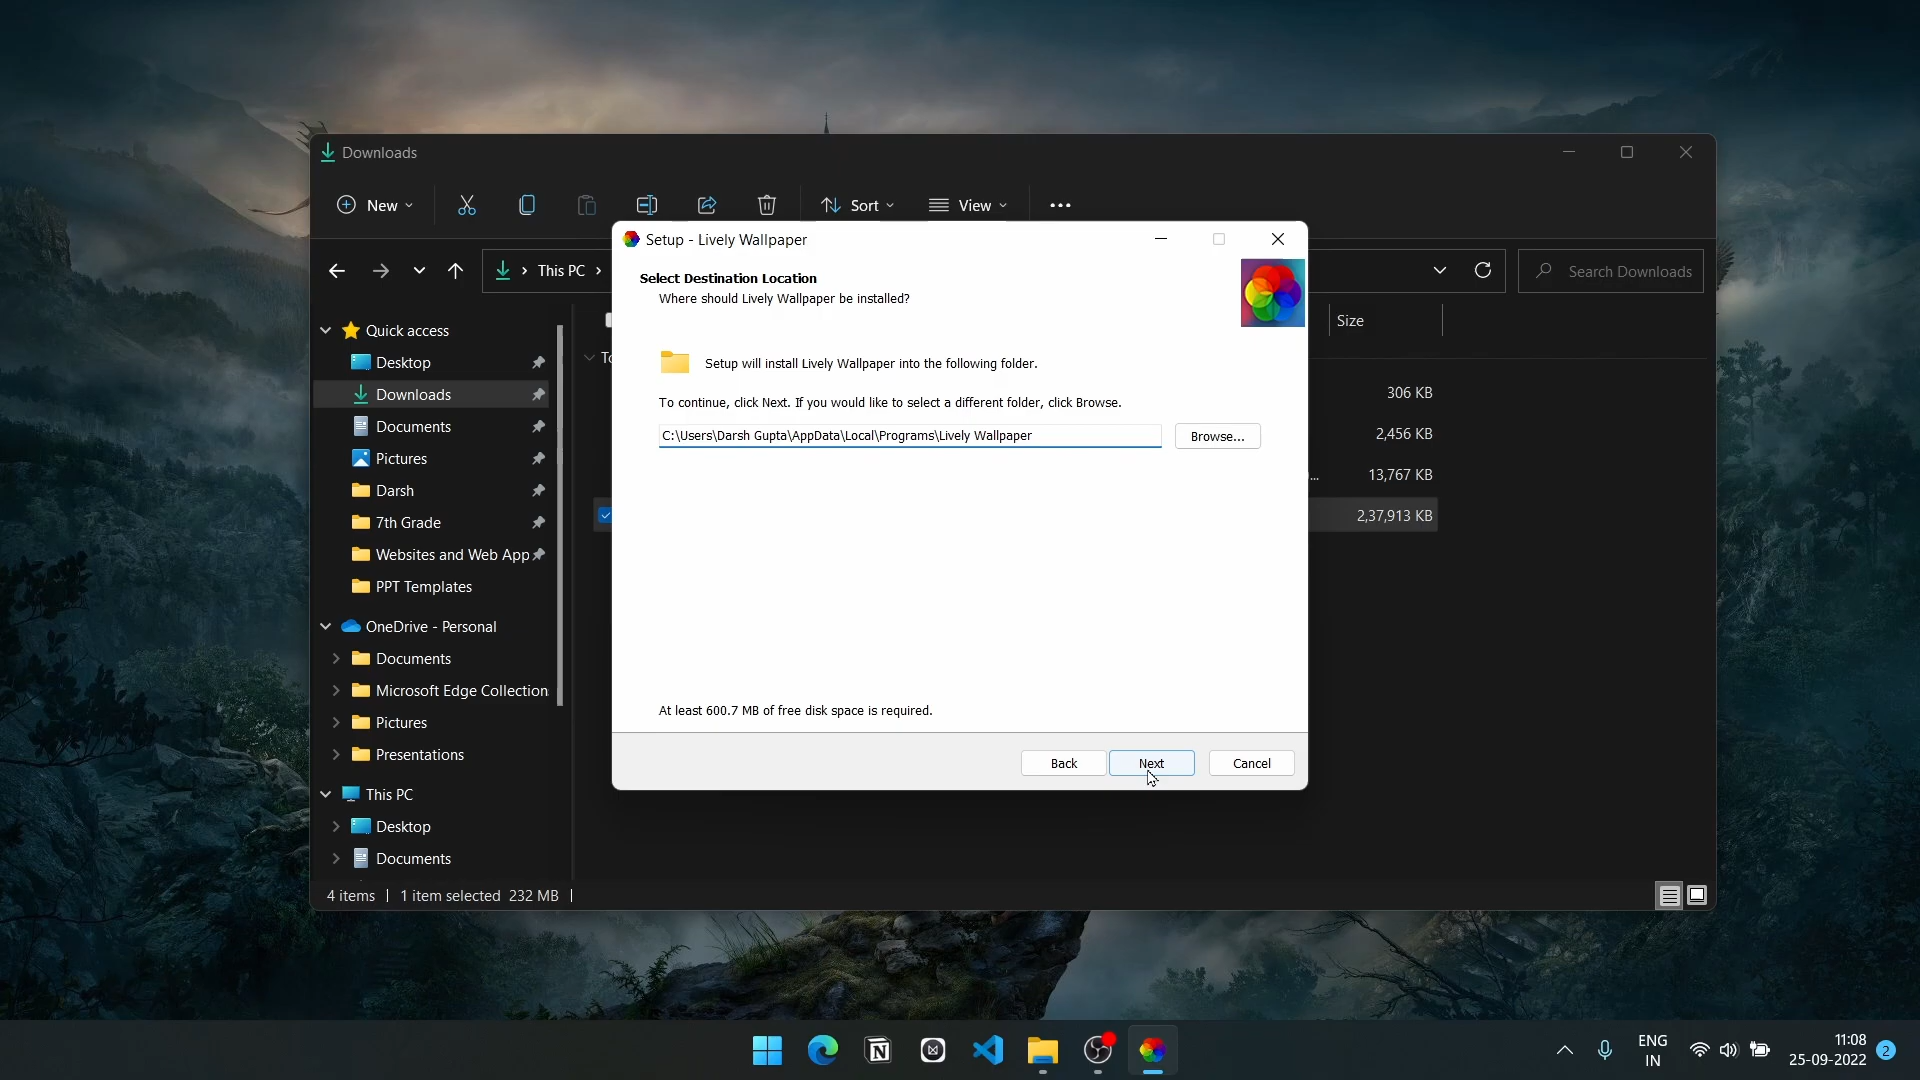 Downloads
New
Sort
View
This PC
Search Downloads
Setup - Lively Wallpaper
Select Destination Location
Where should Lively Wallpaper be installed?
Setup will install Lively Wallpaper into the following folder.
To continue, click Next. If you would like to select a different folder, click Browse.
C:\Users\Darsh Gupta\AppData\Local\Programs\Lively Wallpaper
Browse...
At least 600.7 MB of free disk space is required.
Back
Next
Cancel
Quick access
Desktop
Downloads
Documents
Pictures
Darsh
7th Grade
Websites and Web App
PPT Templates
OneDrive - Personal
Documents
Microsoft Edge Collection
Pictures
Presentations
This PC
Desktop
Documents
To
Size
306 KB
2,456 KB
... 13,767 KB
2,37,913 KB
4 items
1 item selected 232 MB
ENG
IN
11:08
25-09-2022
2